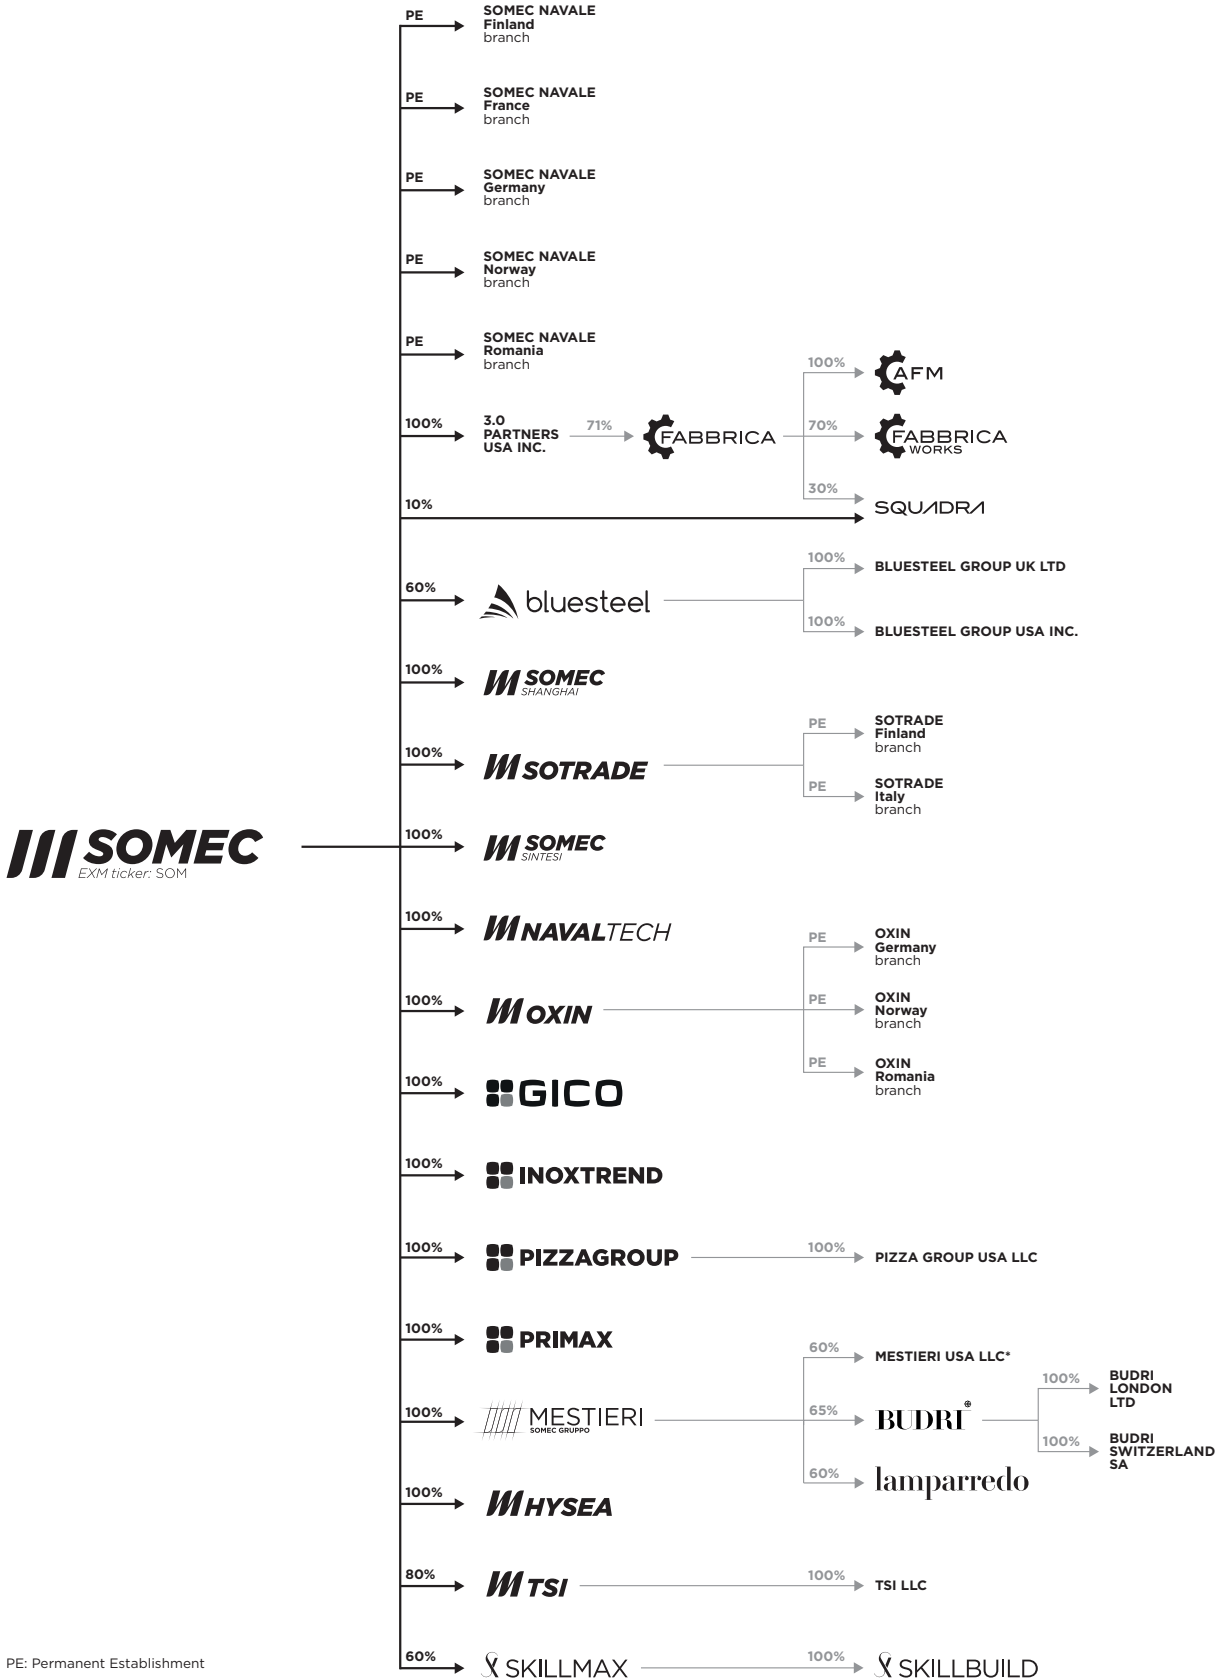 PE
SOMEC NAVALE
Finland
branch
PE
SOMEC NAVALE
France
branch
PE
SOMEC NAVALE
Germany
branch
PE
SOMEC NAVALE
Norway
branch
PE
SOMEC NAVALE
Romania
branch
100%
3.0
PARTNERS
USA INC.
71%
FABBRICA
100%
AFM
70%
FABBRICA
WORKS
30%
10%
SQUADRA
60%
bluesteel
100%
BLUESTEEL GROUP UK LTD
100%
BLUESTEEL GROUP USA INC.
100%
SOMEC
SHANGHAI
100%
SOTRADE
PE
SOTRADE
Finland
branch
PE
SOTRADE
Italy
branch
SOMEC
EXM ticker: SOM
100%
SOMEC
SINTESI
100%
NAVALTECH
100%
OXIN
PE
OXIN
Germany
branch
PE
OXIN
Norway
branch
PE
OXIN
Romania
branch
100%
GICO
100%
INOXTREND
100%
PIZZAGROUP
100%
PIZZA GROUP USA LLC
100%
PRIMAX
100%
MESTIERI
SOMEC GRUPPO
60%
MESTIERI USA LLC*
65%
BUDRI
100%
BUDRI
LONDON
LTD
100%
BUDRI
SWITZERLAND
SA
60%
lamparredo
100%
HYSEA
80%
TSI
100%
TSI LLC
60%
SKILLMAX
100%
SKILLBUILD
PE: Permanent Establishment